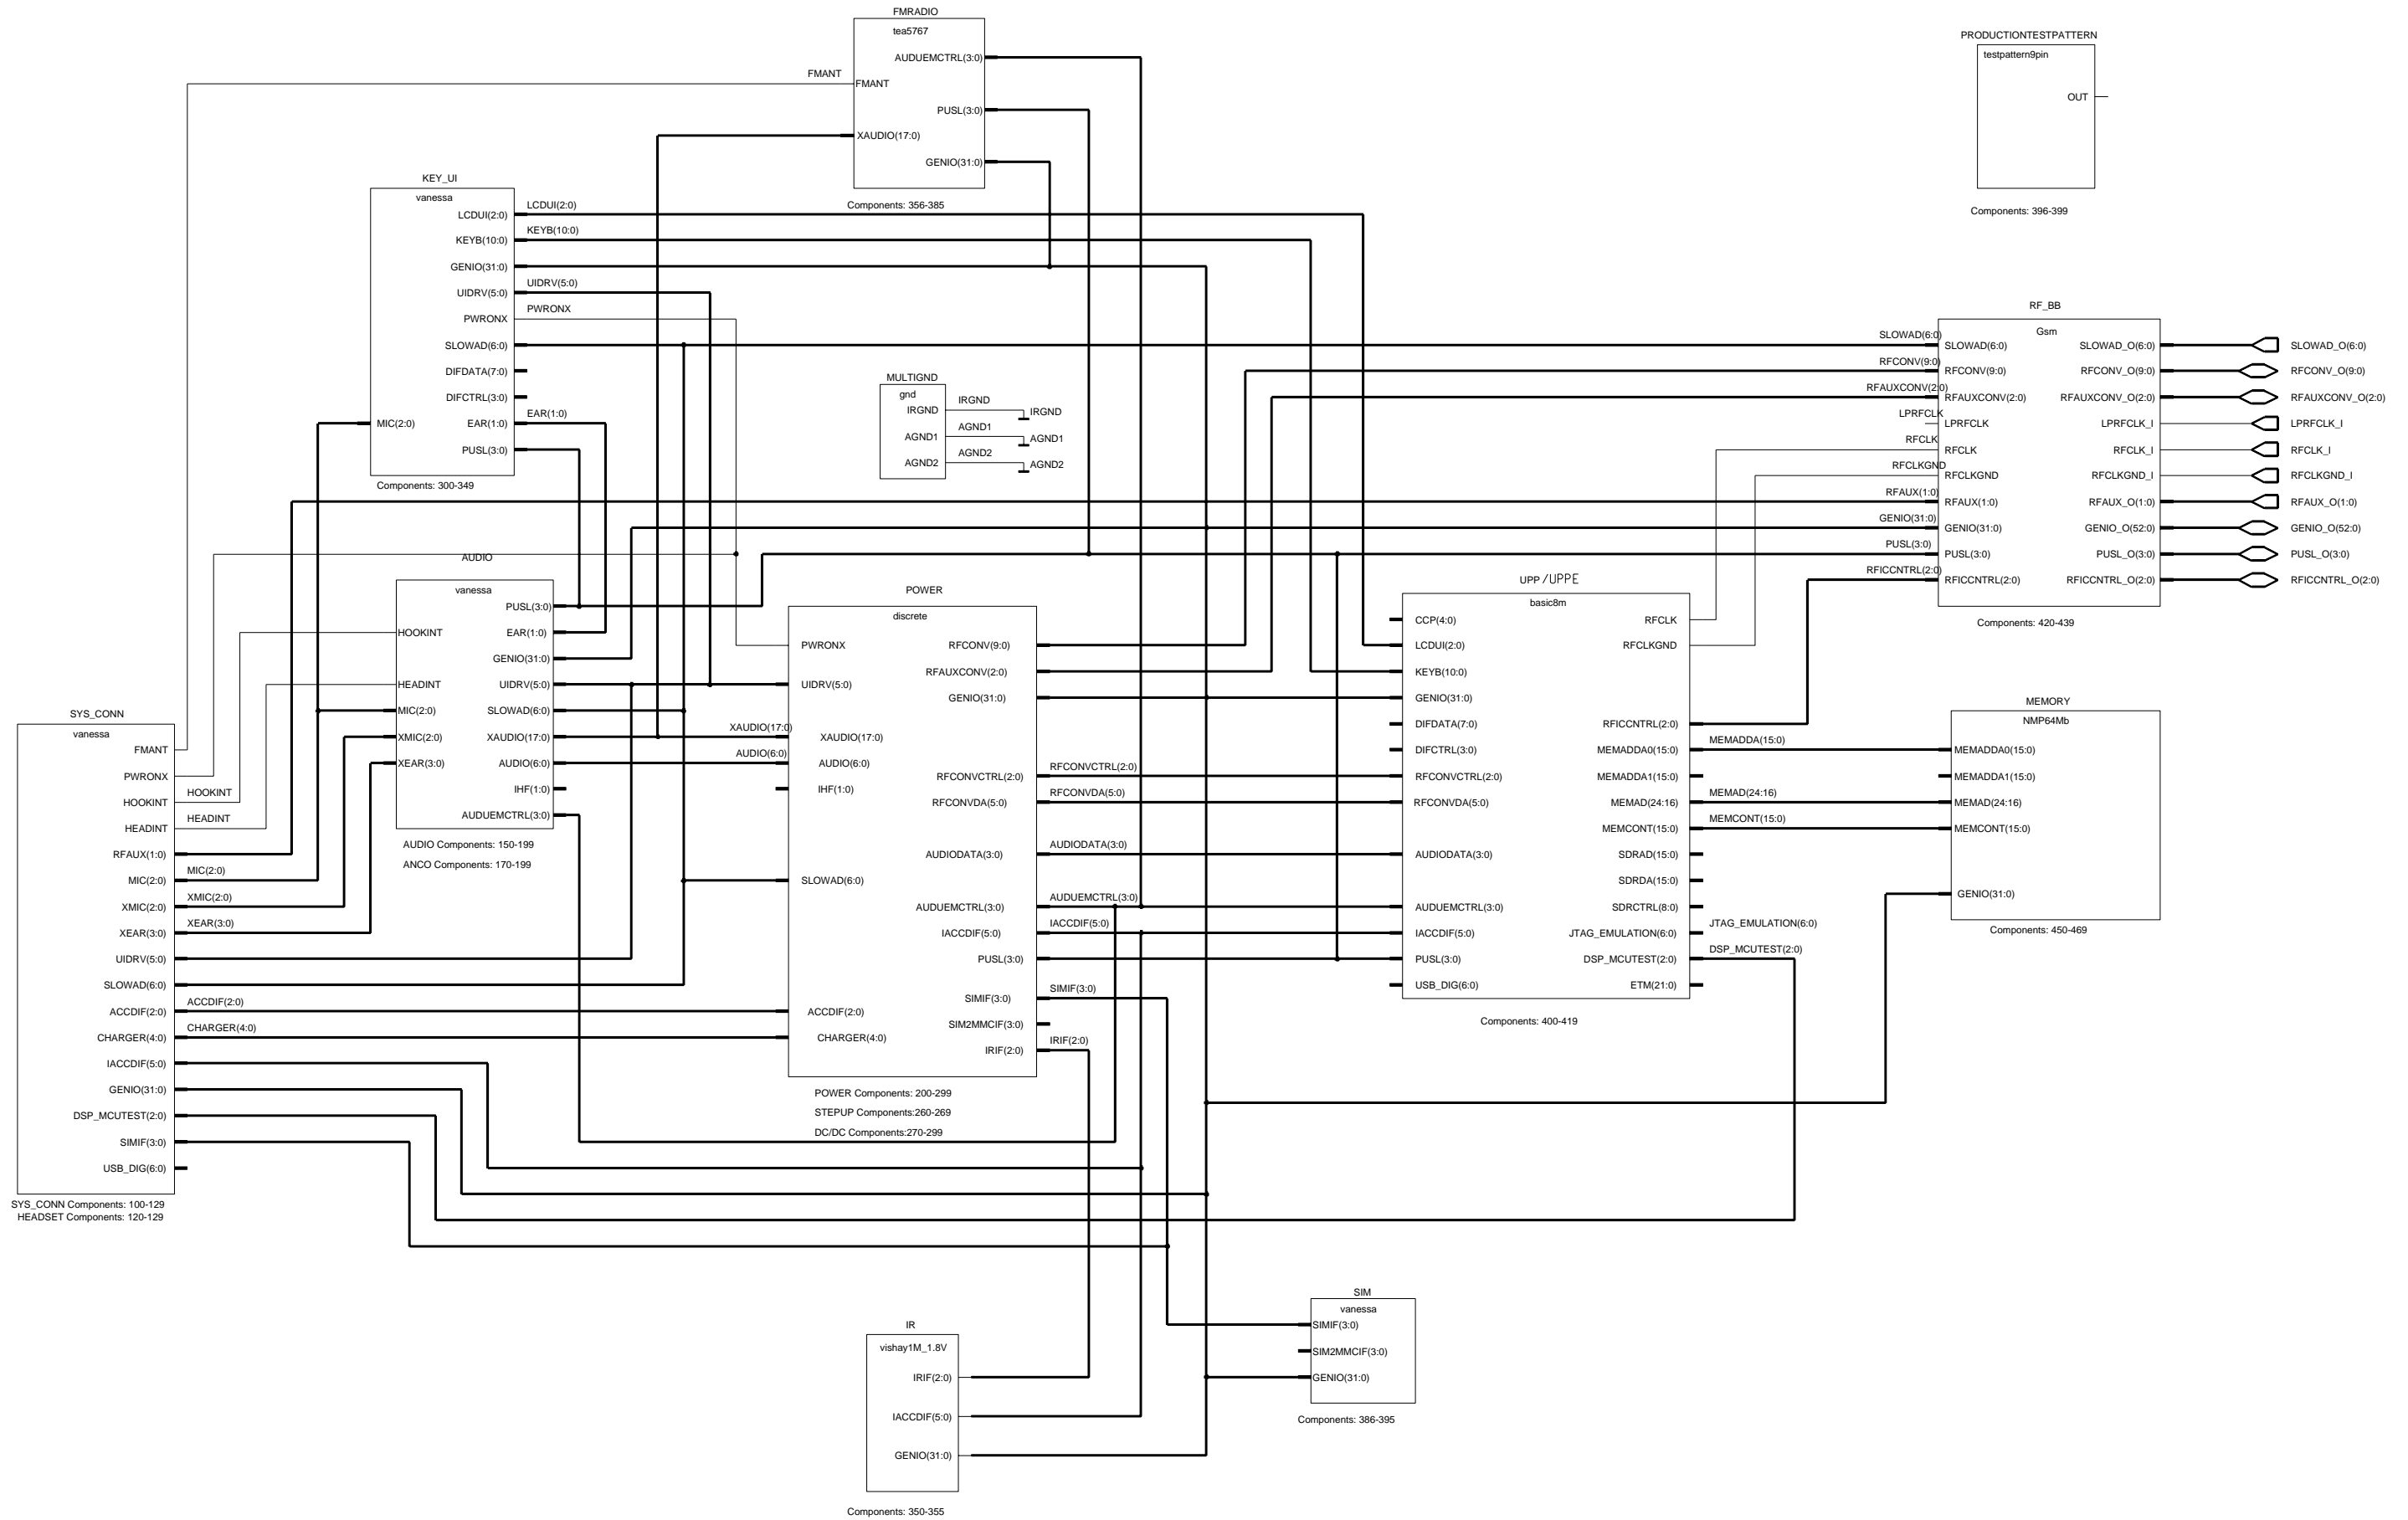 FMRADIO
tea5767
AUDUEMCTRL(3:0)
FMANT
FMANT
PUSL(3:0)
XAUDIO(17:0)
GENIO(31:0)
Components: 356-385
PRODUCTIONTESTPATTERN
testpattern9pin
OUT
Components: 396-399
KEY_UI
vanessa
LCDUI(2:0)
LCDUI(2:0)
KEYB(10:0)
KEYB(10:0)
GENIO(31:0)
UIDRV(5:0)
UIDRV(5:0)
PWRONX
PWRONX
SLOWAD(6:0)
DIFDATA(7:0)
DIFCTRL(3:0)
MIC(2:0)
EAR(1:0)
EAR(1:0)
PUSL(3:0)
Components: 300-349
MULTIGND
gnd
IRGND
IRGND
IRGND
AGND1
AGND1
AGND1
AGND2
AGND2
AGND2
RF_BB
Gsm
SLOWAD(6:0)
SLOWAD(6:0)
SLOWAD_O(6:0)
SLOWAD_O(6:0)
RFCONV(9:0)
RFCONV(9:0)
RFCONV_O(9:0)
RFCONV_O(9:0)
RFAUXCONV(2:0)
RFAUXCONV(2:0)
RFAUXCONV_O(2:0)
RFAUXCONV_O(2:0)
LPRFCLK
LPRFCLK
LPRFCLK_I
LPRFCLK_I
RFCLK
RFCLK
RFCLK_I
RFCLK_I
RFCLKGND
RFCLKGND
RFCLKGND_I
RFCLKGND_I
RFAUX(1:0)
RFAUX(1:0)
RFAUX_O(1:0)
RFAUX_O(1:0)
GENIO(31:0)
GENIO(31:0)
GENIO_O(52:0)
GENIO_O(52:0)
PUSL(3:0)
PUSL(3:0)
PUSL_O(3:0)
PUSL_O(3:0)
RFICCNTRL(2:0)
RFICCNTRL(2:0)
RFICCNTRL_O(2:0)
RFICCNTRL_O(2:0)
Components: 420-439
AUDIO
vanessa
PUSL(3:0)
HOOKINT
EAR(1:0)
GENIO(31:0)
HEADINT
UIDRV(5:0)
MIC(2:0)
SLOWAD(6:0)
XMIC(2:0)
XAUDIO(17:0)
XEAR(3:0)
AUDIO(6:0)
IHF(1:0)
AUDUEMCTRL(3:0)
AUDIO Components: 150-199
ANCO Components: 170-199
POWER
discrete
PWRONX
RFCONV(9:0)
RFAUXCONV(2:0)
UIDRV(5:0)
GENIO(31:0)
XAUDIO(17:0)
XAUDIO(17:0)
AUDIO(6:0)
AUDIO(6:0)
RFCONVCTRL(2:0)
RFCONVCTRL(2:0)
IHF(1:0)
RFCONVDA(5:0)
RFCONVDA(5:0)
AUDIODATA(3:0)
AUDIODATA(3:0)
SLOWAD(6:0)
AUDUEMCTRL(3:0)
AUDUEMCTRL(3:0)
IACCDIF(5:0)
IACCDIF(5:0)
PUSL(3:0)
SIMIF(3:0)
SIMIF(3:0)
ACCDIF(2:0)
SIM2MMCIF(3:0)
CHARGER(4:0)
IRIF(2:0)
IRIF(2:0)
POWER Components: 200-299
STEPUP Components:260-269
DC/DC Components:270-299
UPP /UPPE
basic8m
CCP(4:0)
RFCLK
LCDUI(2:0)
RFCLKGND
KEYB(10:0)
GENIO(31:0)
DIFDATA(7:0)
RFICCNTRL(2:0)
DIFCTRL(3:0)
MEMADDA0(15:0)
MEMADDA(15:0)
RFCONVCTRL(2:0)
MEMADDA1(15:0)
RFCONVDA(5:0)
MEMAD(24:16)
MEMAD(24:16)
MEMCONT(15:0)
MEMCONT(15:0)
AUDIODATA(3:0)
SDRAD(15:0)
SDRDA(15:0)
AUDUEMCTRL(3:0)
SDRCTRL(8:0)
IACCDIF(5:0)
JTAG_EMULATION(6:0)
JTAG_EMULATION(6:0)
PUSL(3:0)
DSP_MCUTEST(2:0)
DSP_MCUTEST(2:0)
USB_DIG(6:0)
ETM(21:0)
Components: 400-419
MEMORY
NMP64Mb
MEMADDA0(15:0)
MEMADDA1(15:0)
MEMAD(24:16)
MEMCONT(15:0)
GENIO(31:0)
Components: 450-469
SYS_CONN
vanessa
FMANT
PWRONX
HOOKINT
HOOKINT
HEADINT
HEADINT
RFAUX(1:0)
MIC(2:0)
MIC(2:0)
XMIC(2:0)
XMIC(2:0)
XEAR(3:0)
XEAR(3:0)
UIDRV(5:0)
SLOWAD(6:0)
ACCDIF(2:0)
ACCDIF(2:0)
CHARGER(4:0)
CHARGER(4:0)
IACCDIF(5:0)
GENIO(31:0)
DSP_MCUTEST(2:0)
SIMIF(3:0)
USB_DIG(6:0)
SYS_CONN Components: 100-129
HEADSET Components: 120-129
SIM
vanessa
SIMIF(3:0)
SIM2MMCIF(3:0)
GENIO(31:0)
Components: 386-395
IR
vishay1M_1.8V
IRIF(2:0)
IACCDIF(5:0)
GENIO(31:0)
Components: 350-355